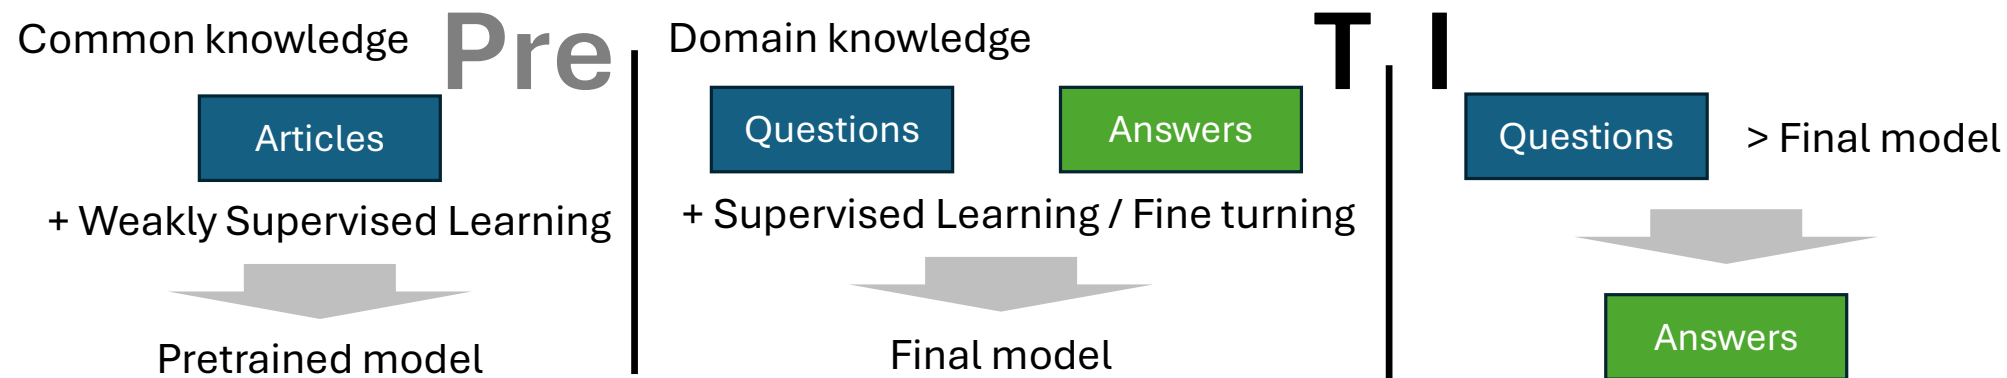 Common knowledge
Pre
Articles
+ Weakly Supervised Learning
Pretrained model
Domain knowledge
T
Questions
Answers
+ Supervised Learning / Fine turning
Final model
I
Questions
> Final model
Answers